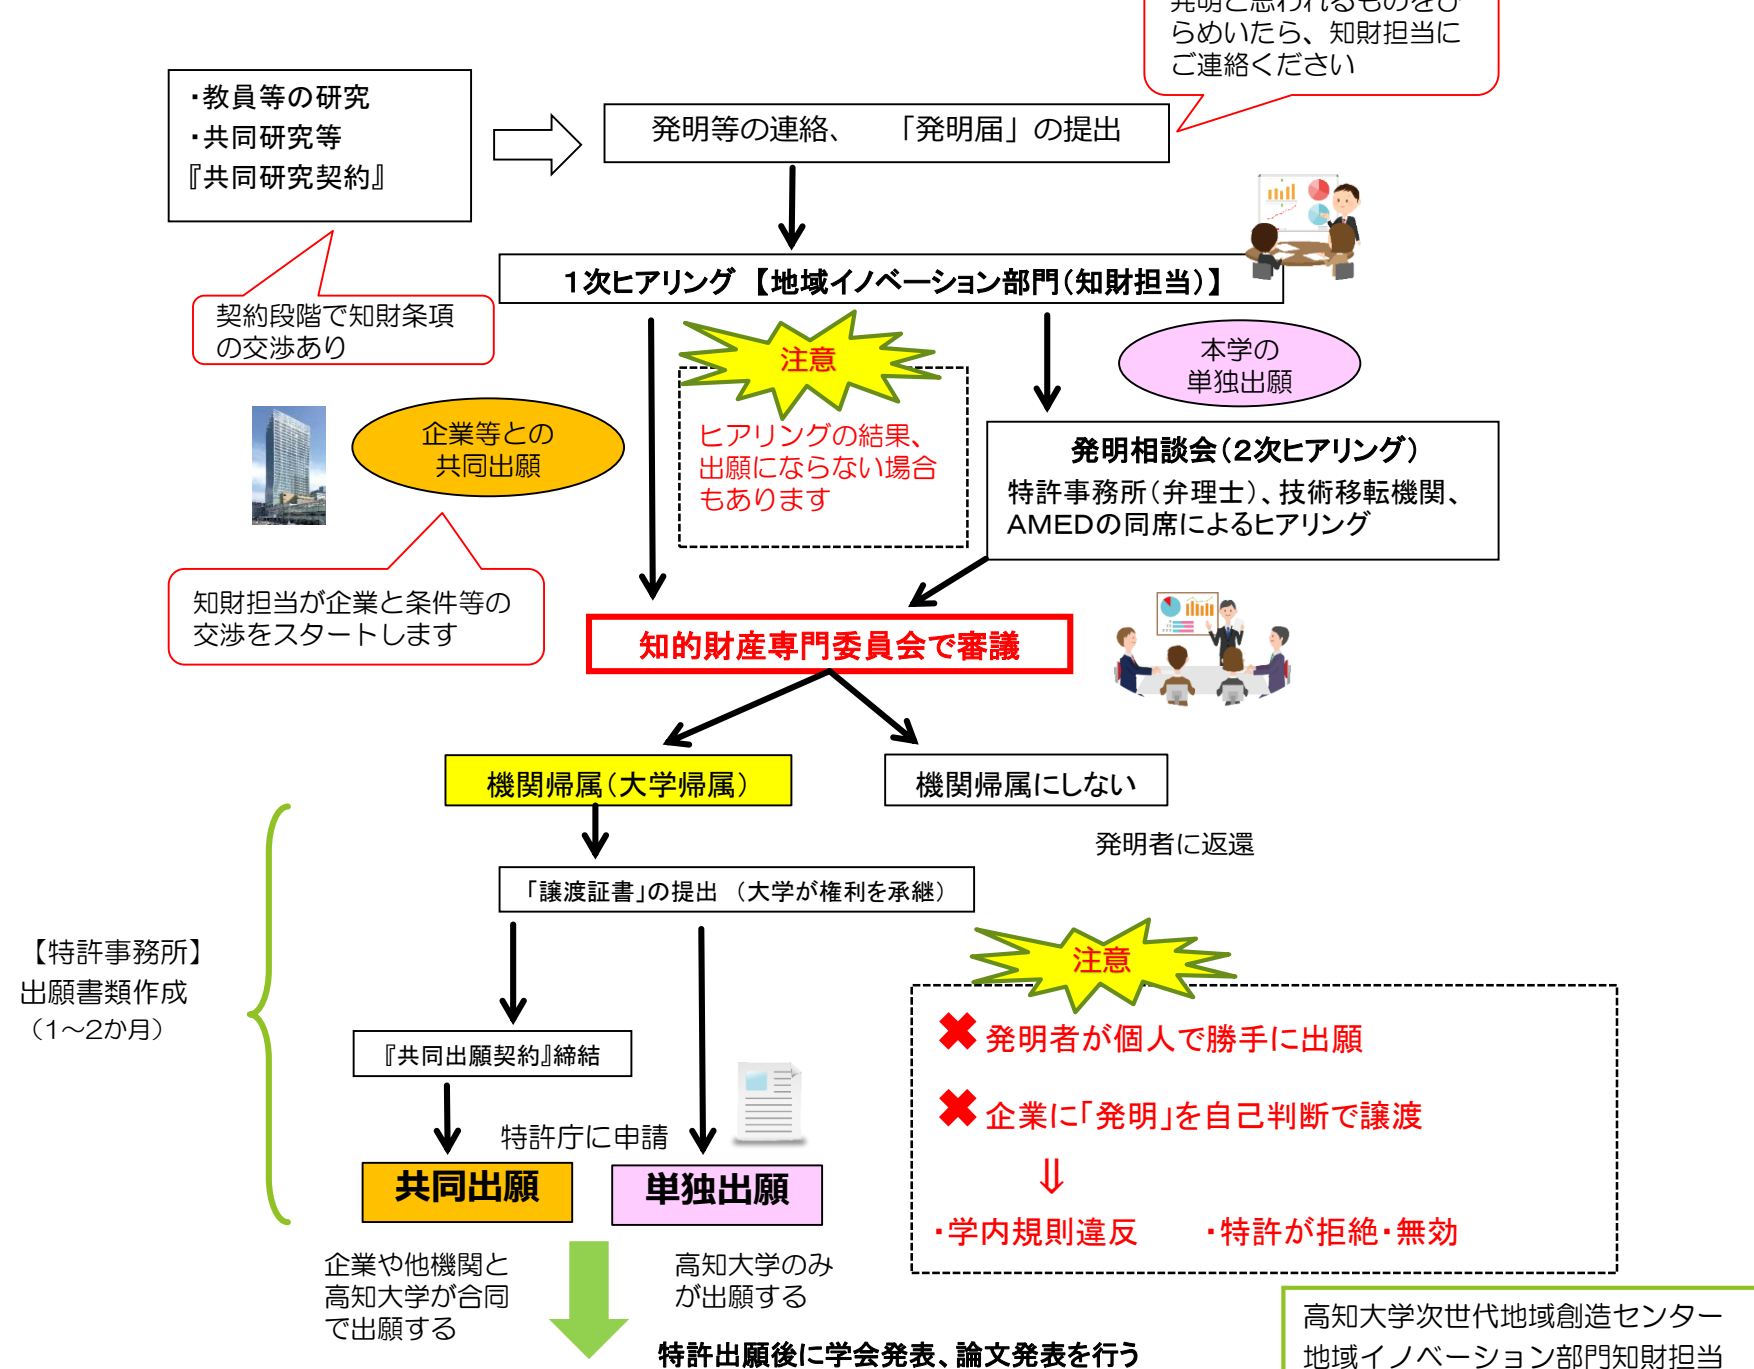 発明と思われるものをひ
らめいたら、知財担当に
ご連絡ください
・教員等の研究
・共同研究等
『共同研究契約』
発明等の連絡、　「発明届」の提出
1次ヒアリング 【地域イノベーション部門（知財担当）】
契約段階で知財条項
の交渉あり
注意
本学の
単独出願
企業等との
共同出願
ヒアリングの結果、
出願にならない場合
もあります
発明相談会（2次ヒアリング）
特許事務所（弁理士）、技術移転機関、
AMEDの同席によるヒアリング
知財担当が企業と条件等の
交渉をスタートします
知的財産専門委員会で審議
機関帰属（大学帰属）
機関帰属にしない
発明者に返還
「譲渡証書」の提出 （大学が権利を承継）
【特許事務所】
出願書類作成
（1～2か月）
注意
✖発明者が個人で勝手に出願
✖企業に「発明」を自己判断で譲渡
⇓
・学内規則違反　・特許が拒絶・無効
『共同出願契約』締結
特許庁に申請
共同出願
単独出願
企業や他機関と
高知大学が合同
で出願する
高知大学のみ
が出願する
特許出願後に学会発表、論文発表を行う
高知大学次世代地域創造センター
地域イノベーション部門知財担当